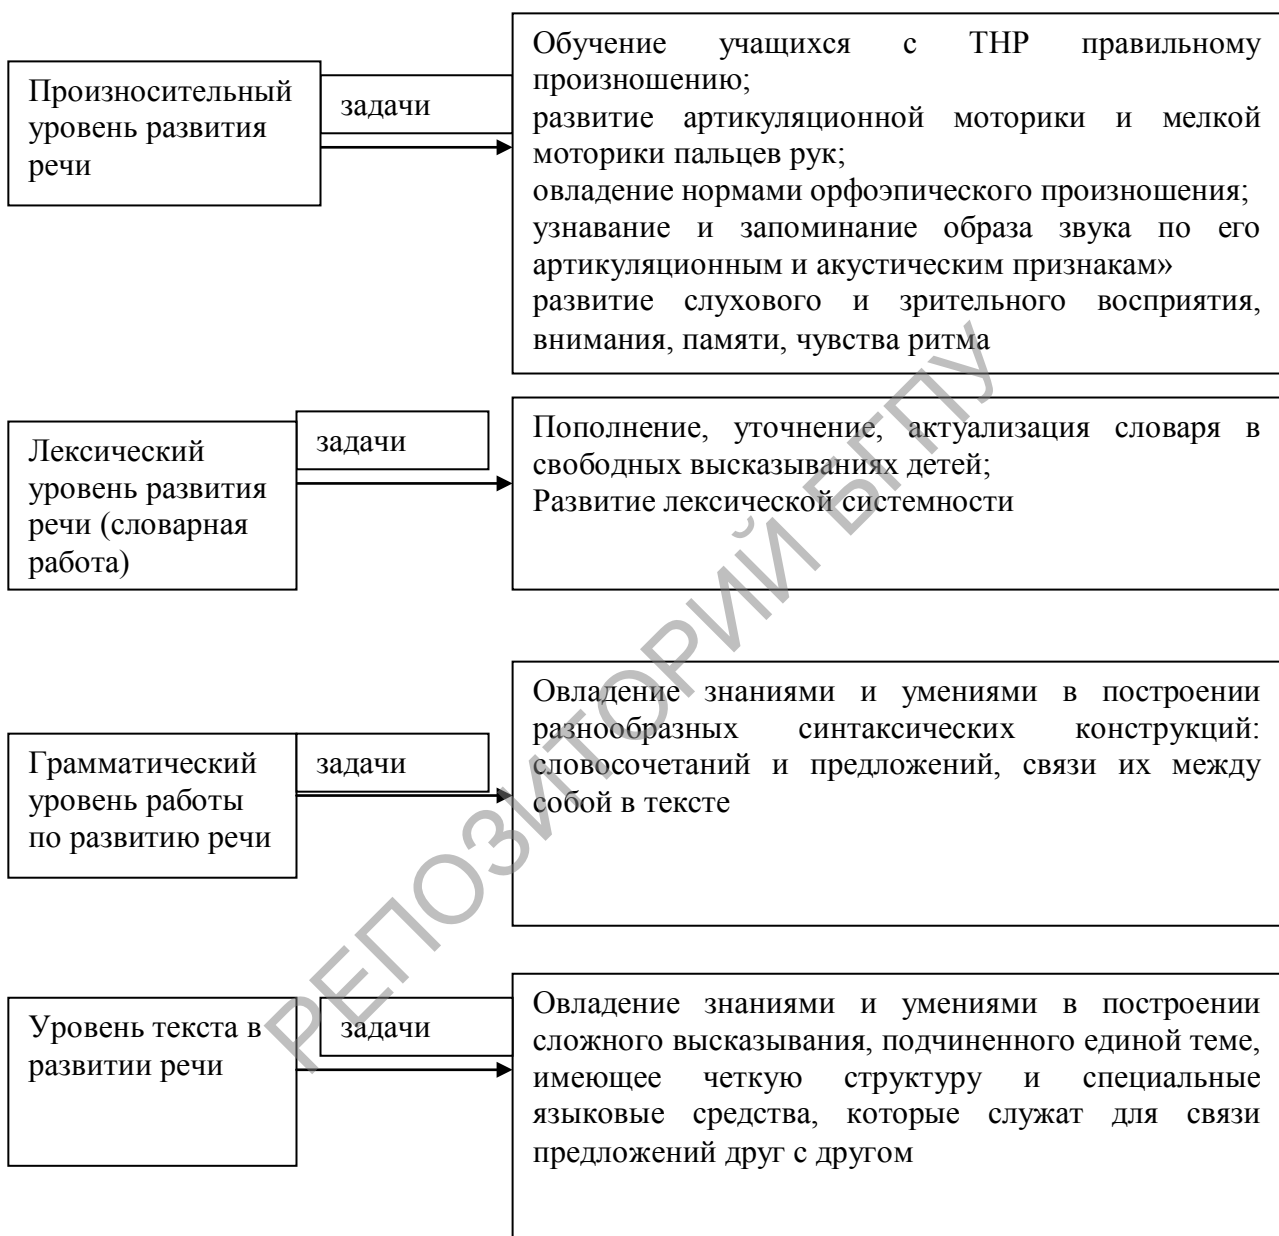 Произносительный
уровень развития
речи
задачи
Обучение учащихся с ТНР правильному
произношению;
развитие артикуляционной моторики и мелкой
моторики пальцев рук;
овладение нормами орфоэпического произношения;
узнавание и запоминание образа звука по его
артикуляционным и акустическим признакам»
развитие слухового и зрительного восприятия,
внимания, памяти, чувства ритма
Лексический
уровень развития
речи (словарная
работа)
задачи
Пополнение, уточнение, актуализация словаря в
свободных высказываниях детей;
Развитие лексической системности
Грамматический
уровень работы
по развитию речи
задачи
Овладение знаниями и умениями в построении
разнообразных синтаксических конструкций:
словосочетаний и предложений, связи их между
собой в тексте
Уровень текста в
развитии речи
задачи
Овладение знаниями и умениями в построении
сложного высказывания, подчиненного единой теме,
имеющее четкую структуру и специальные
языковые средства, которые служат для связи
предложений друг с другом
РЕПОЗИТОРИЙ БГПУ